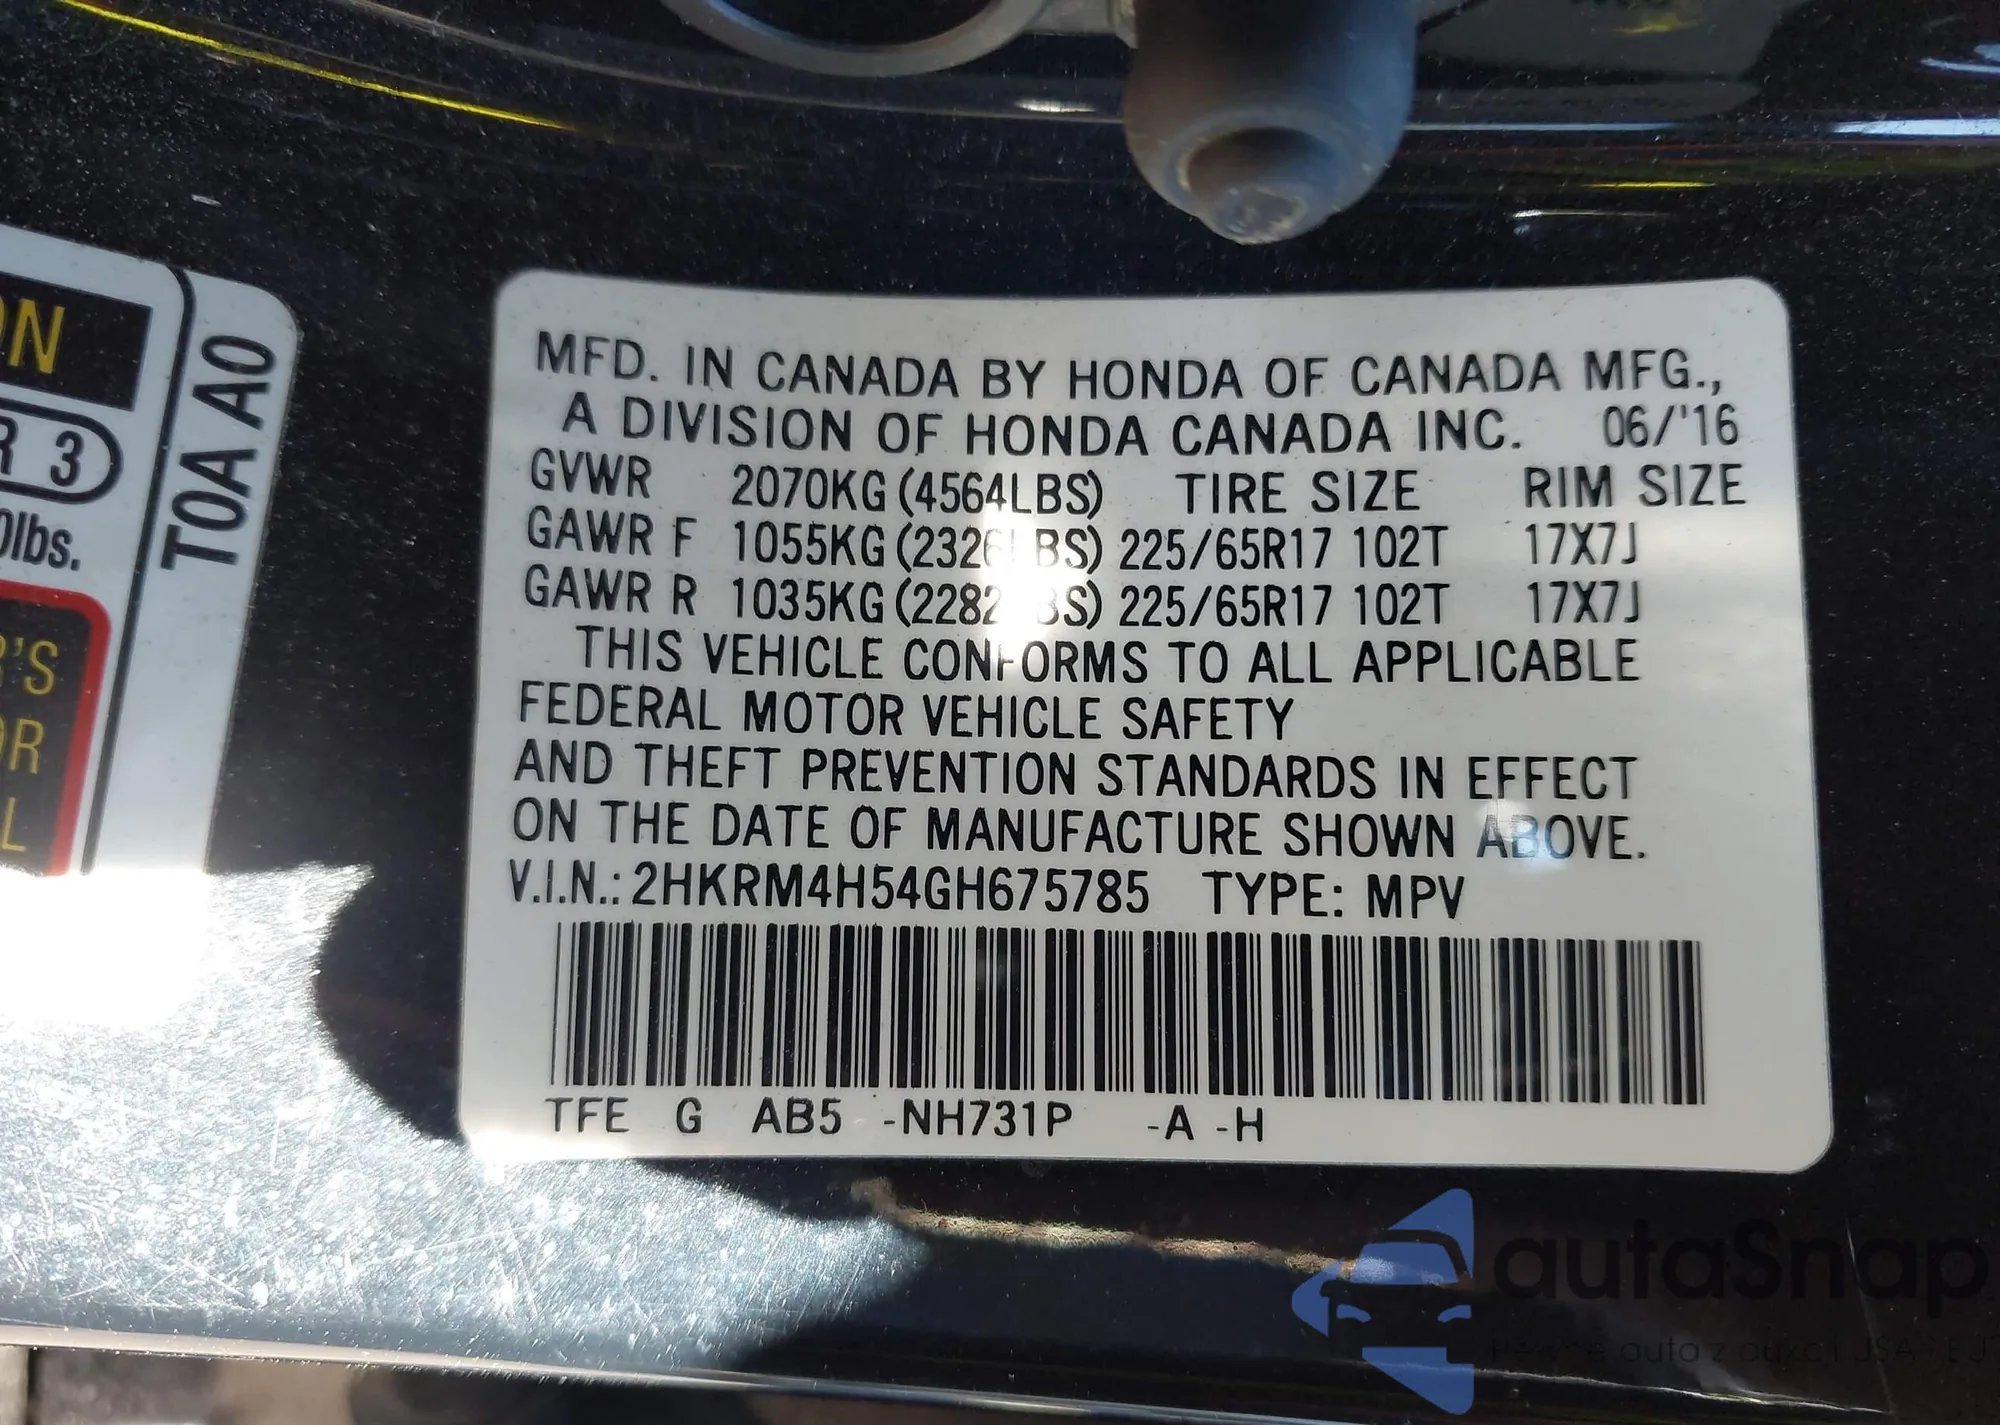 ON
R 3
0lbs.
R'S
OR
L
T0A A0
MFD. IN CANADA BY HONDA OF CANADA MFG.,
A DIVISION OF HONDA CANADA INC. 06/'16
GVWR 2070KG (4564LBS) TIRE SIZE RIM SIZE
GAWR F 1055KG (2326LBS) 225/65R17 102T 17X7J
GAWR R 1035KG (2282LBS) 225/65R17 102T 17X7J
THIS VEHICLE CONFORMS TO ALL APPLICABLE
FEDERAL MOTOR VEHICLE SAFETY
AND THEFT PREVENTION STANDARDS IN EFFECT
ON THE DATE OF MANUFACTURE SHOWN ABOVE.
V.I.N.: 2HKRM4H54GH675785 TYPE: MPV
TFE G AB5 -NH731P -A -H
autaSnap